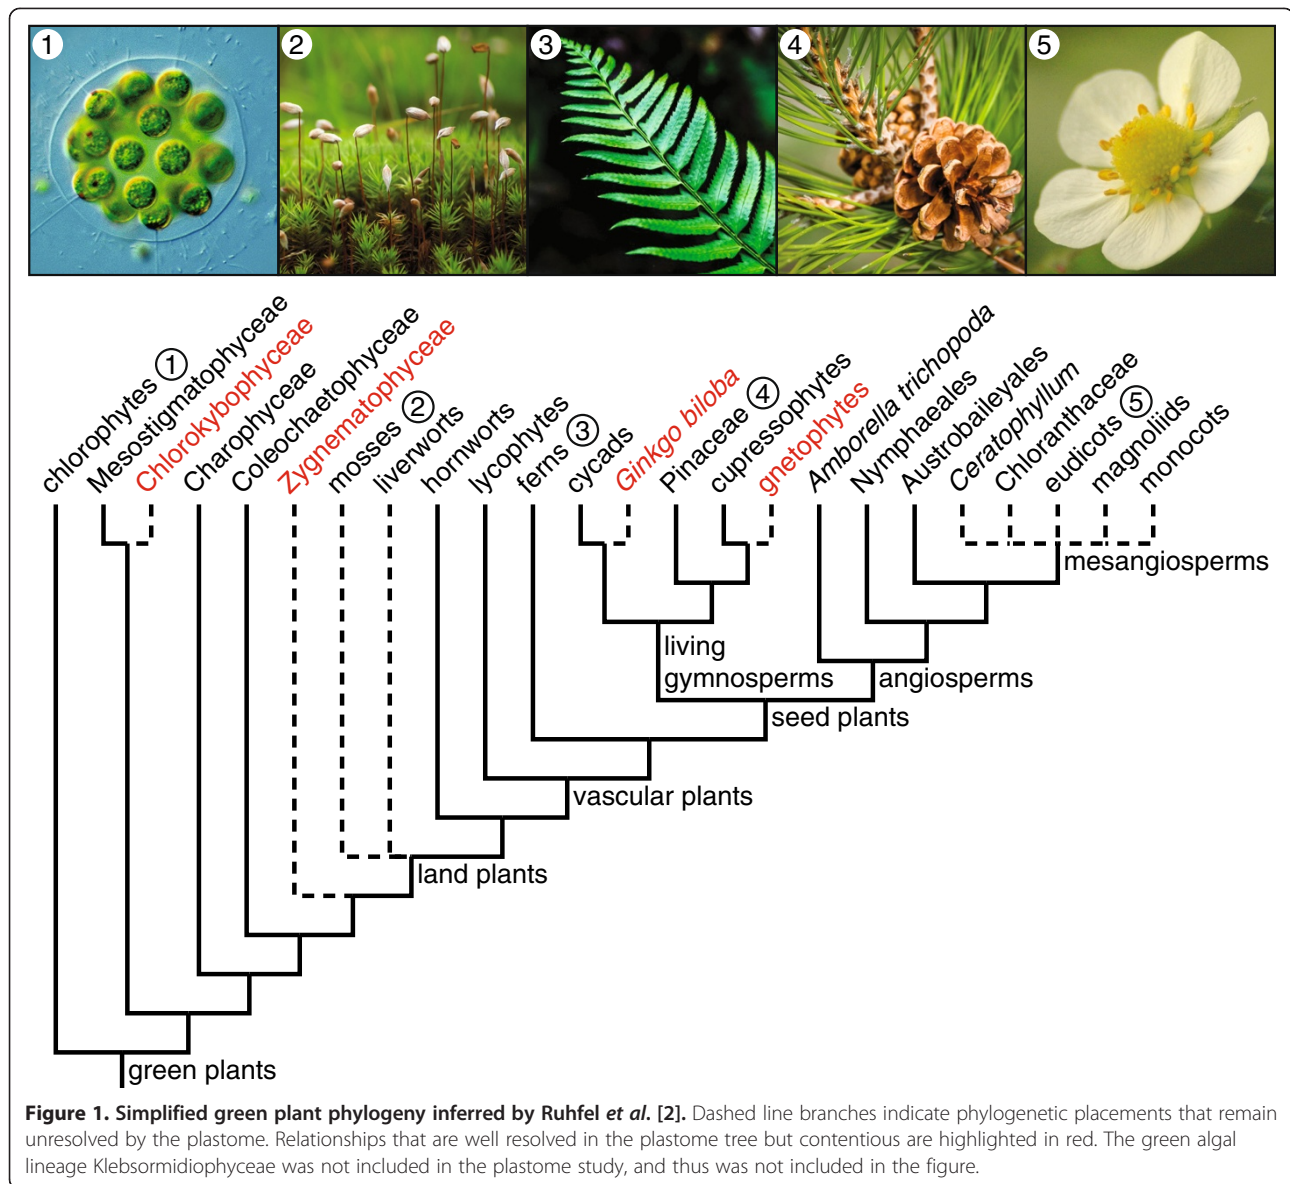 1
2
3
4
5
chlorophytes 1
Mesostigmatophyceae
Chlorokybophyceae
Charophyceae
Coleochaetophyceae
Zygnematophyceae
mosses 2
liverworts
hornworts
lycophytes
ferns 3
cycads
Ginkgo biloba
Pinaceae 4
cupressophytes
gnetophytes
Amborella trichopoda
Nymphaeales
Austrobaileyales
Ceratophyllum
Chloranthaceae
eudicots 5
magnoliids
monocots
mesangiosperms
living
gymnosperms
angiosperms
seed plants
vascular plants
land plants
green plants
Figure 1. Simplified green plant phylogeny inferred by Ruhfel et al. [2]. Dashed line branches indicate phylogenetic placements that remain
unresolved by the plastome. Relationships that are well resolved in the plastome tree but contentious are highlighted in red. The green algal
lineage Klebsormidiophyceae was not included in the plastome study, and thus was not included in the figure.